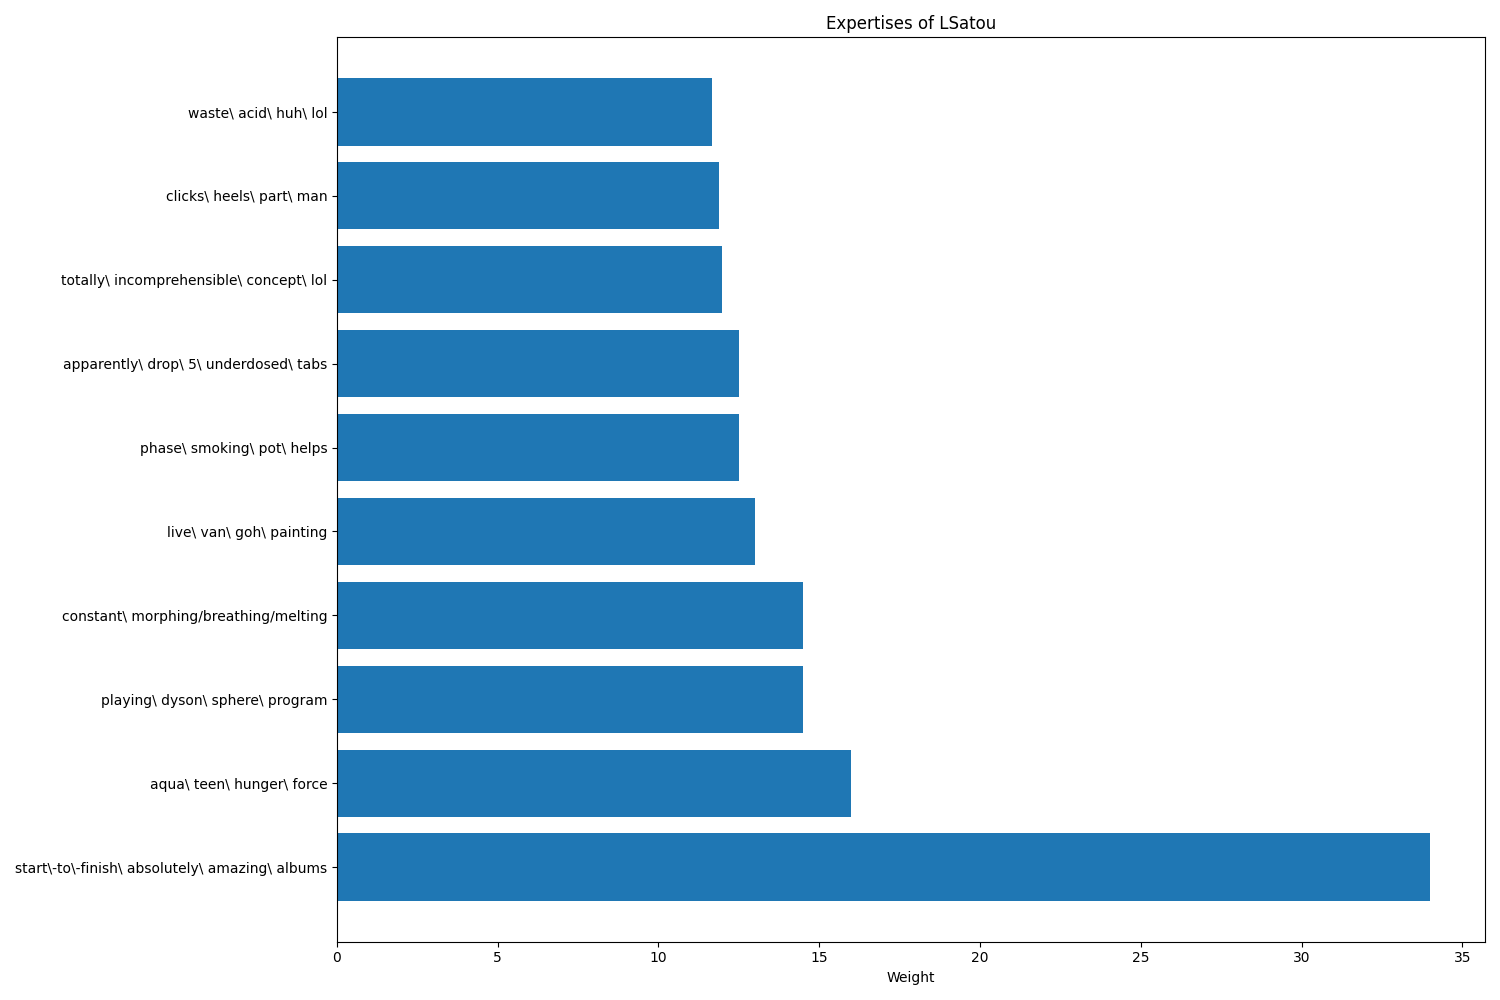 Expertises of LSatou
waste\ acid\ huh\ lol
clicks\ heels\ part\ man
totally\ incomprehensible\ concept\ lol
apparently\ drop\ 5\ underdosed\ tabs
phase\ smoking\ pot\ helps
live\ van\ goh\ painting
constant\ morphing/breathing/melting
playing\ dyson\ sphere\ program
aqua\ teen\ hunger\ force
start\-to\-finish\ absolutely\ amazing\ albums
0 5 10 15 20 25 30 35
Weight